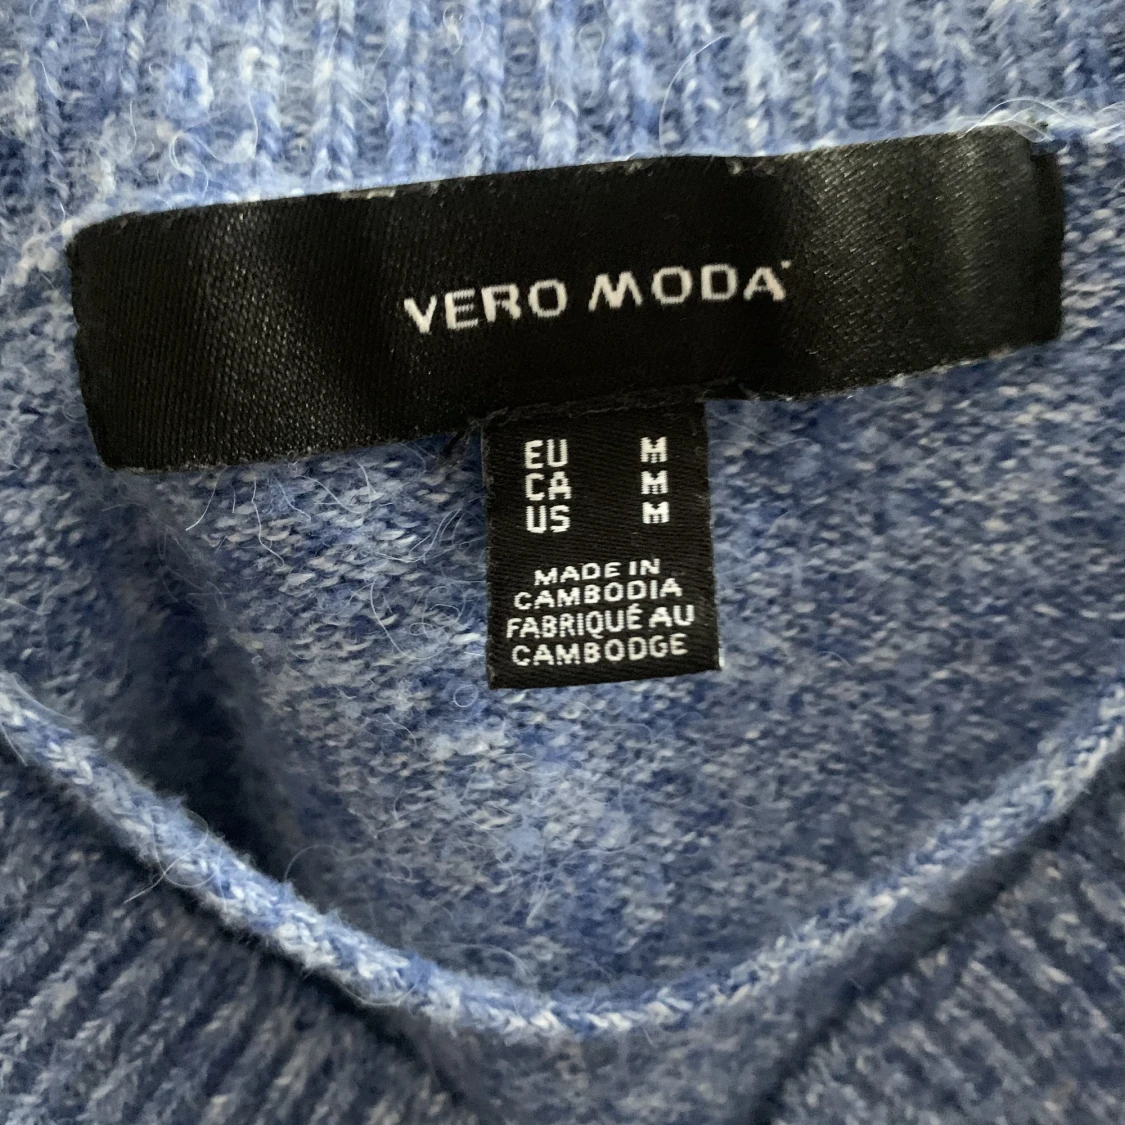 VERO MODA
EU M
CA M
US M
MADE IN
CAMBODIA
FABRIQUÉ AU
CAMBODGE